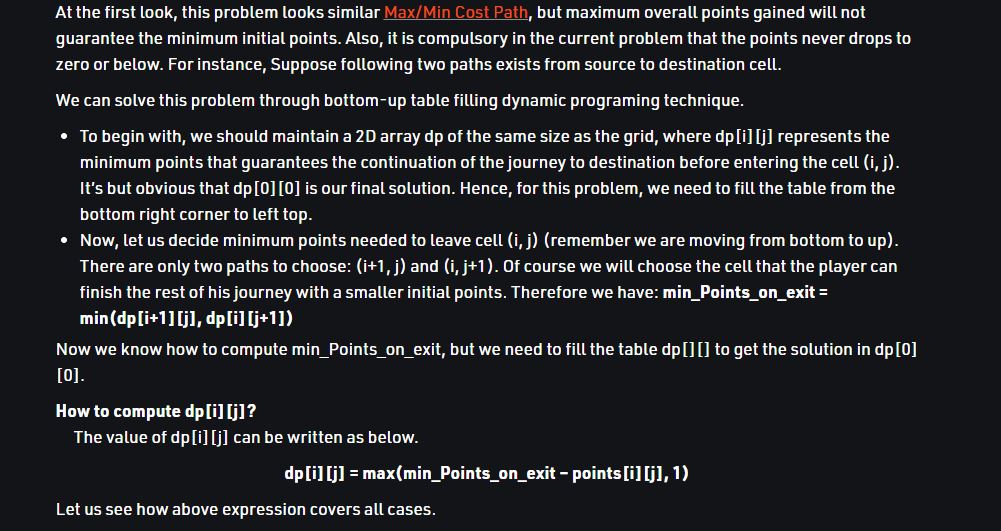 At the first look, this problem looks similar Max/Min Cost Path, but maximum overall points gained will not
guarantee the minimum initial points. Also, it is compulsory in the current problem that the points never drops to
zero or below. For instance, Suppose following two paths exists from source to destination cell.
We can solve this problem through bottom-up table filling dynamic programing technique.
• To begin with, we should maintain a 2D array dp of the same size as the grid, where dp[i][j] represents the
minimum points that guarantees the continuation of the journey to destination before entering the cell (i, j).
It's but obvious that dp[0][0] is our final solution. Hence, for this problem, we need to fill the table from the
bottom right corner to left top.
• Now, let us decide minimum points needed to leave cell (i, j) (remember we are moving from bottom to up).
There are only two paths to choose: (i+1, j) and (i, j+1). Of course we will choose the cell that the player can
finish the rest of his journey with a smaller initial points. Therefore we have: min_Points_on_exit =
min(dp[i+1][j], dp[i][j+1])
Now we know how to compute min_Points_on_exit, but we need to fill the table dp[][] to get the solution in dp[0]
[0].
How to compute dp[i][j]?
The value of dp[i][j] can be written as below.
dp[i][j] = max(min_Points_on_exit – points[i][j], 1)
Let us see how above expression covers all cases.